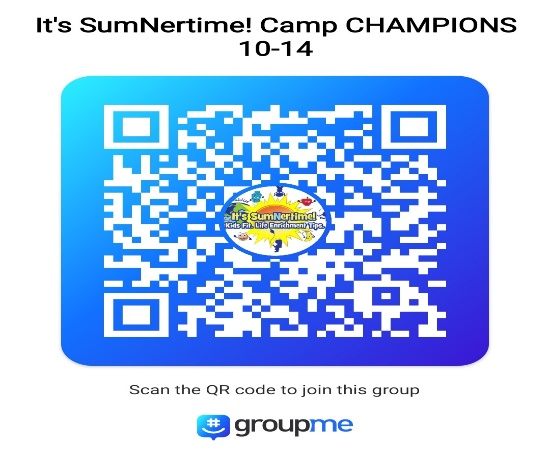 It's SumNertime! Camp CHAMPIONS
10-14
It's SumNertime!
Kids Fit. Life Enrichment Tips.
Scan the QR code to join this group
groupme